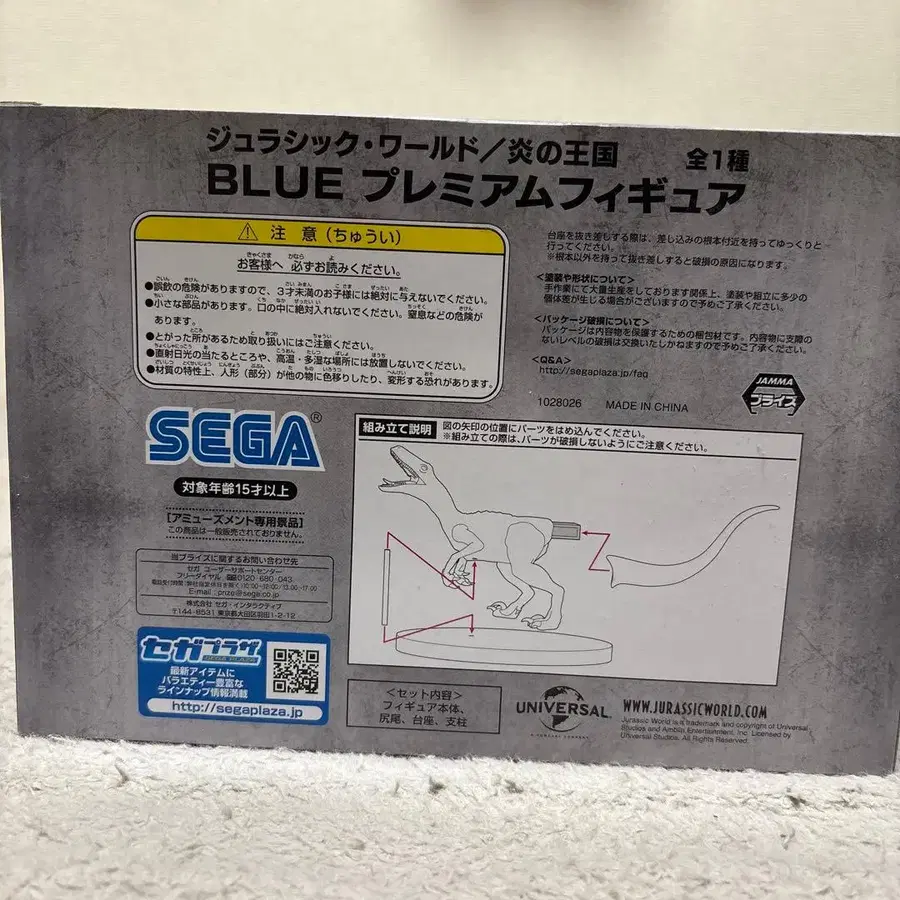 ジュラシック・ワールド／炎の王国 全1種
BLUE プレミアムフィギュア
注 意（ちゅうい）
お客様へ 必ずお読みください。
●誤飲の危険がありますので、3才未満のお子様には絶対に与えないでください。
●小さな部品があります。口の中に絶対入れないでください。窒息などの危険が
あります。
●とがった所があるため取り扱いにはご注意ください。
●直射日光の当たるところや、高温・多湿な場所には放置しないでください。
●材質の特性上、人形（部分）が他の物に色移りしたり、変形する恐れがあります。
台座を抜き差しする際は、差し込みの根本付近を持ってゆっくりと
行ってください。
※根本以外を持って抜き差しすると破損の原因になります。
<塗装や形状について>
手作業にて大量生産をしております関係上、塗装や組立に多少の
個体差が生じる場合がございますので予めご了承ください。
<パッケージ破損について>
パッケージは内容物を保護するための梱包材です。内容物に支障の
ないレベルの破損は交換いたしかねますので予めご了承ください。
<Q&A>
http://segaplaza.jp/faq
1028026 MADE IN CHINA
JAMMA
プライズ
SEGA®
対象年齢15才以上
[アミューズメント専用景品]
この商品は一般販売されておりません。
当プライズに関するお問い合わせ先
セガ ユーザーサポートセンター
フリーダイヤル 0120-680-043
E-mail : prize@sega.co.jp
株式会社 セガ・インタラクティブ
〒144-8531 東京都大田区羽田1-2-12
セガプラザ
SEGA PLAZA
最新アイテムに
バラエティー豊富な
ラインナップ情報満載
http://segaplaza.jp
組み立て説明 図の矢印の位置にパーツをはめ込んでください。
※組み立ての際は、パーツが破損しないようにご注意ください。
<セット内容>
フィギュア本体、
尻尾、台座、支柱
UNIVERSAL
WWW.JURASSICWORLD.COM
Jurassic World is a trademark and copyright of Universal
Studios and Amblin Entertainment, Inc. Licensed by
Universal Studios. All Rights Reserved.